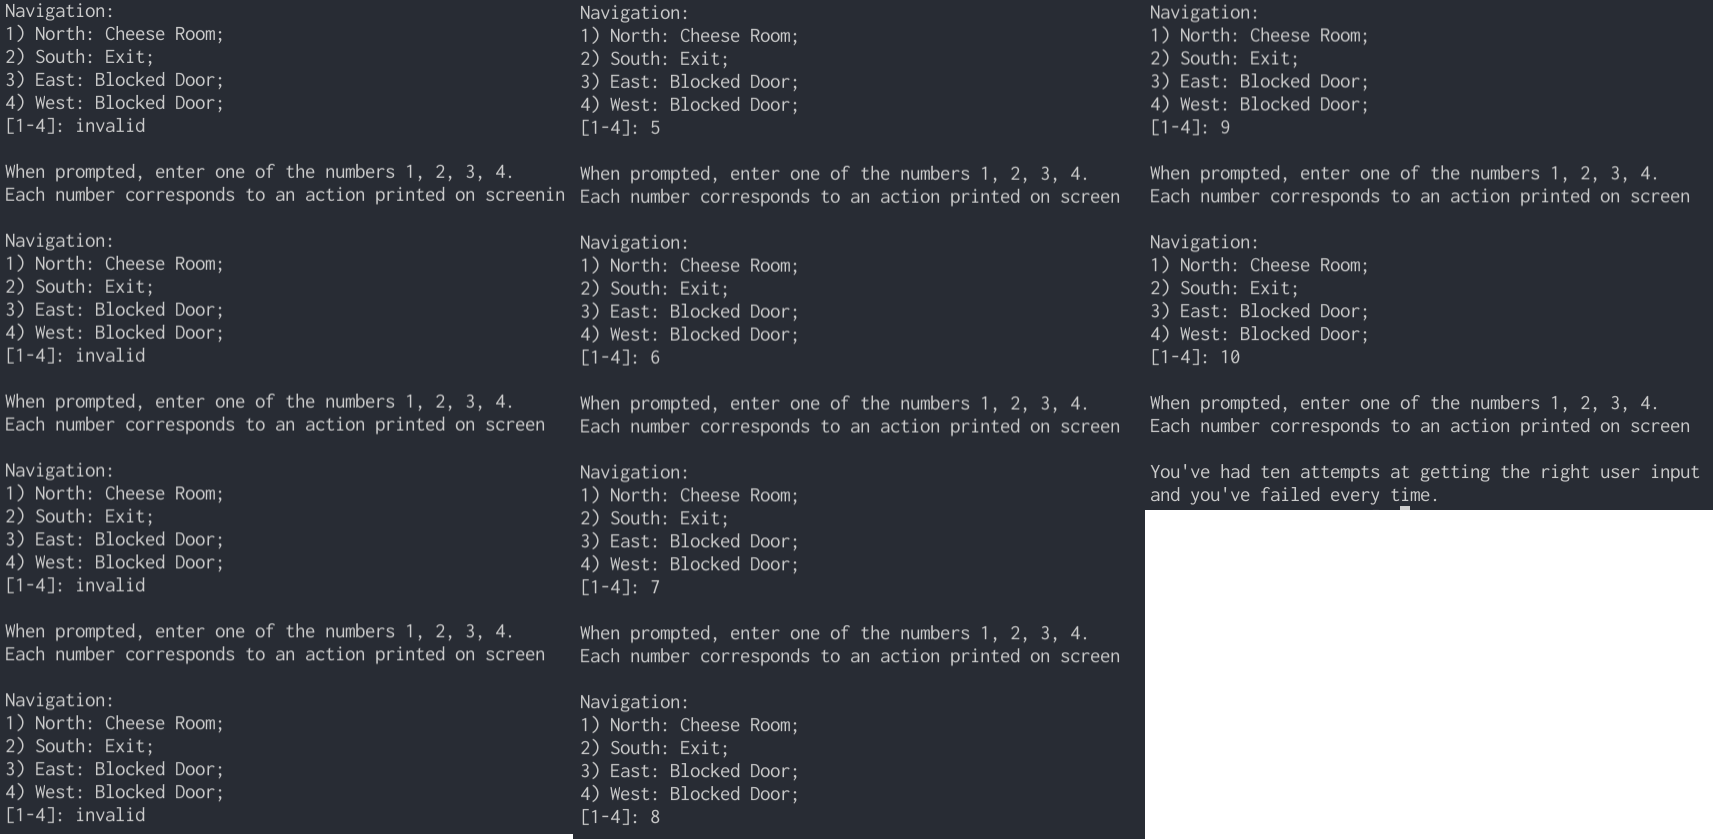 Navigation:
1) North: Cheese Room;
2) South: Exit;
3) East: Blocked Door;
4) West: Blocked Door;
[1-4]: invalid
When prompted, enter one of the numbers 1, 2, 3, 4.
Each number corresponds to an action printed on screenin
Navigation:
1) North: Cheese Room;
2) South: Exit;
3) East: Blocked Door;
4) West: Blocked Door;
[1-4]: invalid
When prompted, enter one of the numbers 1, 2, 3, 4.
Each number corresponds to an action printed on screen
Navigation:
1) North: Cheese Room;
2) South: Exit;
3) East: Blocked Door;
4) West: Blocked Door;
[1-4]: invalid
When prompted, enter one of the numbers 1, 2, 3, 4.
Each number corresponds to an action printed on screen
Navigation:
1) North: Cheese Room;
2) South: Exit;
3) East: Blocked Door;
4) West: Blocked Door;
[1-4]: invalid
Navigation:
1) North: Cheese Room;
2) South: Exit;
3) East: Blocked Door;
4) West: Blocked Door;
[1-4]: 5
When prompted, enter one of the numbers 1, 2, 3, 4.
Each number corresponds to an action printed on screen
Navigation:
1) North: Cheese Room;
2) South: Exit;
3) East: Blocked Door;
4) West: Blocked Door;
[1-4]: 6
When prompted, enter one of the numbers 1, 2, 3, 4.
Each number corresponds to an action printed on screen
Navigation:
1) North: Cheese Room;
2) South: Exit;
3) East: Blocked Door;
4) West: Blocked Door;
[1-4]: 7
When prompted, enter one of the numbers 1, 2, 3, 4.
Each number corresponds to an action printed on screen
Navigation:
1) North: Cheese Room;
2) South: Exit;
3) East: Blocked Door;
4) West: Blocked Door;
[1-4]: 8
Navigation:
1) North: Cheese Room;
2) South: Exit;
3) East: Blocked Door;
4) West: Blocked Door;
[1-4]: 9
When prompted, enter one of the numbers 1, 2, 3, 4.
Each number corresponds to an action printed on screen
Navigation:
1) North: Cheese Room;
2) South: Exit;
3) East: Blocked Door;
4) West: Blocked Door;
[1-4]: 10
When prompted, enter one of the numbers 1, 2, 3, 4.
Each number corresponds to an action printed on screen
You've had ten attempts at getting the right user input
and you've failed every time.